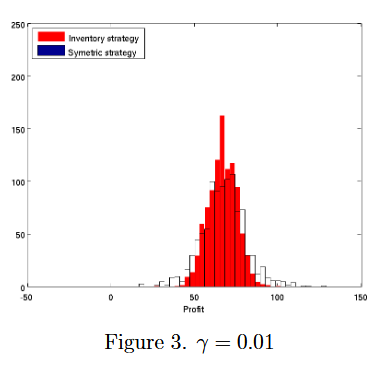 250
200
150
100
50
0
Inventory strategy
Symetric strategy
-50 0 50 100 150
Profit
Figure 3. γ = 0.01